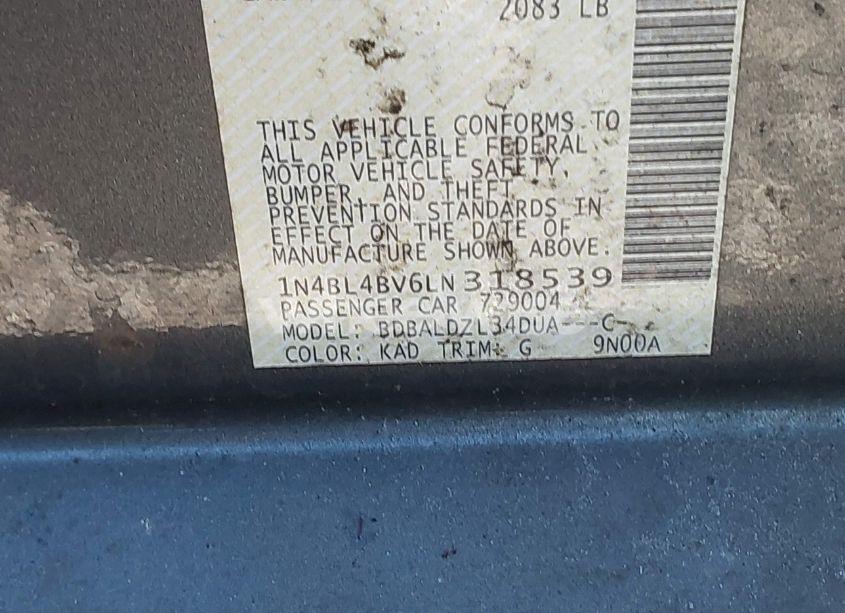 2083 LB
THIS VEHICLE CONFORMS TO
ALL APPLICABLE FEDERAL
MOTOR VEHICLE SAFETY,
BUMPER, AND THEFT
PREVENTION STANDARDS IN
EFFECT ON THE DATE OF
MANUFACTURE SHOWN ABOVE.
1N4BL4BV6LN318539
PASSENGER CAR 729004
MODEL: BDBALDZL34DUA---C-
COLOR: KAD TRIM: G 9N00A